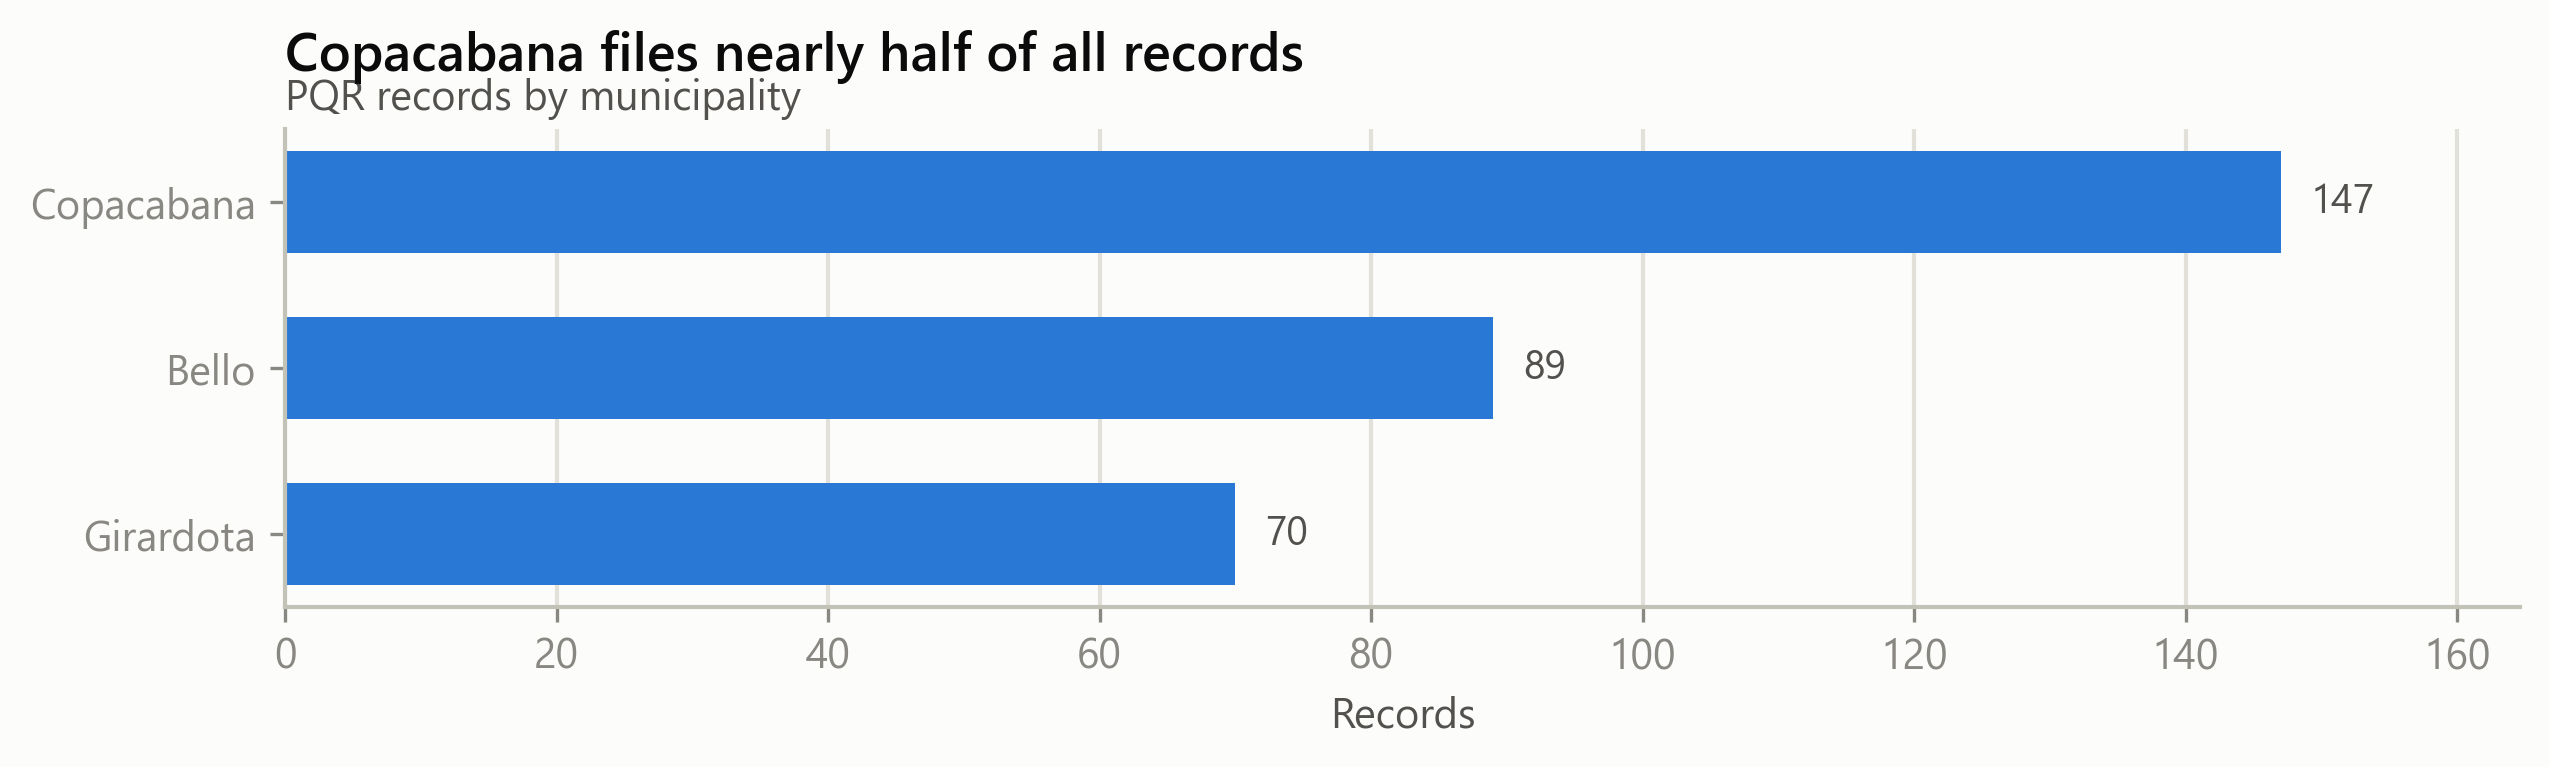 Copacabana files nearly half of all records
PQR records by municipality
Copacabana
147
Bello
89
Girardota
70
0 20 40 60 80 100 120 140 160
Records